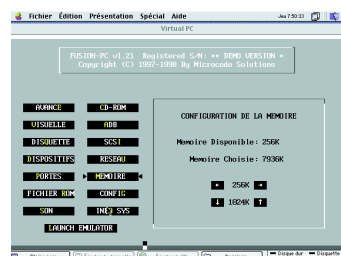 Fichier Édition Présentation Spécial Aide
Jeu 7:50:33
Virtual PC
FUSION-PC v1.21 Registered S/N: ** DEMO VERSION *
Copyright (C) 1997-1998 By Microcode Solutions
AVANCE
CD-ROM
VISUELLE
ADB
DISQUETTE
SCSI
DISPOSITIFS
RESEAU
PORTES
MEMOIRE
FICHIER ROM
CONFIG
SON
INFO SYS
LAUNCH EMULATOR
CONFIGURATION DE LA MEMOIRE
Memoire Disponible: 256K
Memoire Choisie: 7936K
256K
↓ 1024K ↑
Disque dur
Disquette